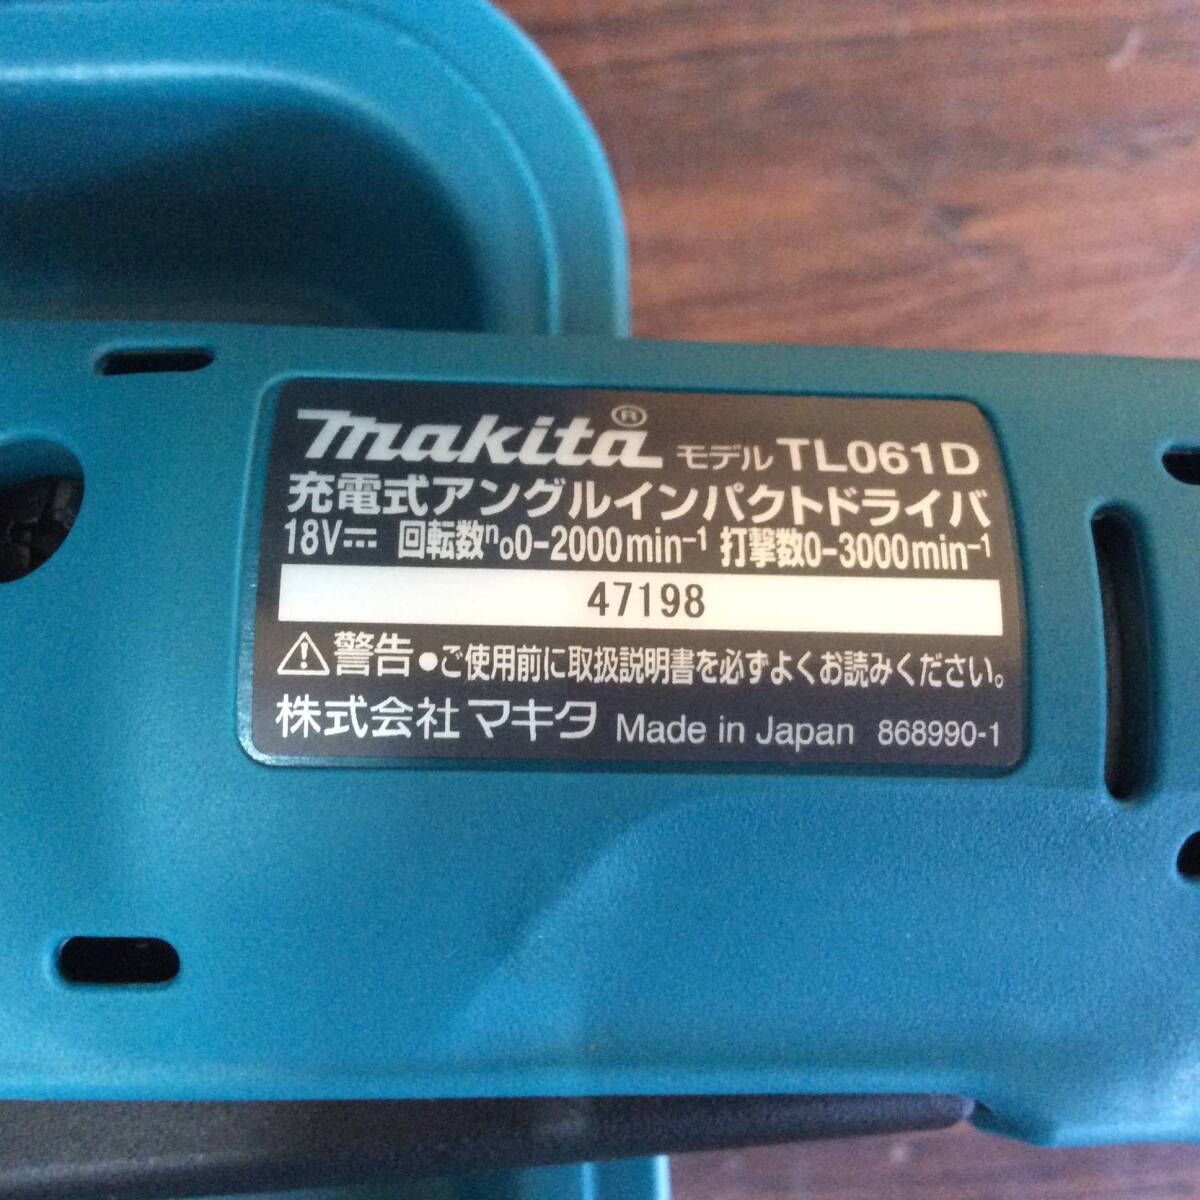 makita® モデル TL061D
充電式アングルインパクトドライバ
18V⎓ 回転数n₀0-2000min⁻¹ 打撃数0-3000min⁻¹
47198
⚠警告 ●ご使用前に取扱説明書を必ずよくお読みください。
株式会社マキタ Made in Japan 868990-1